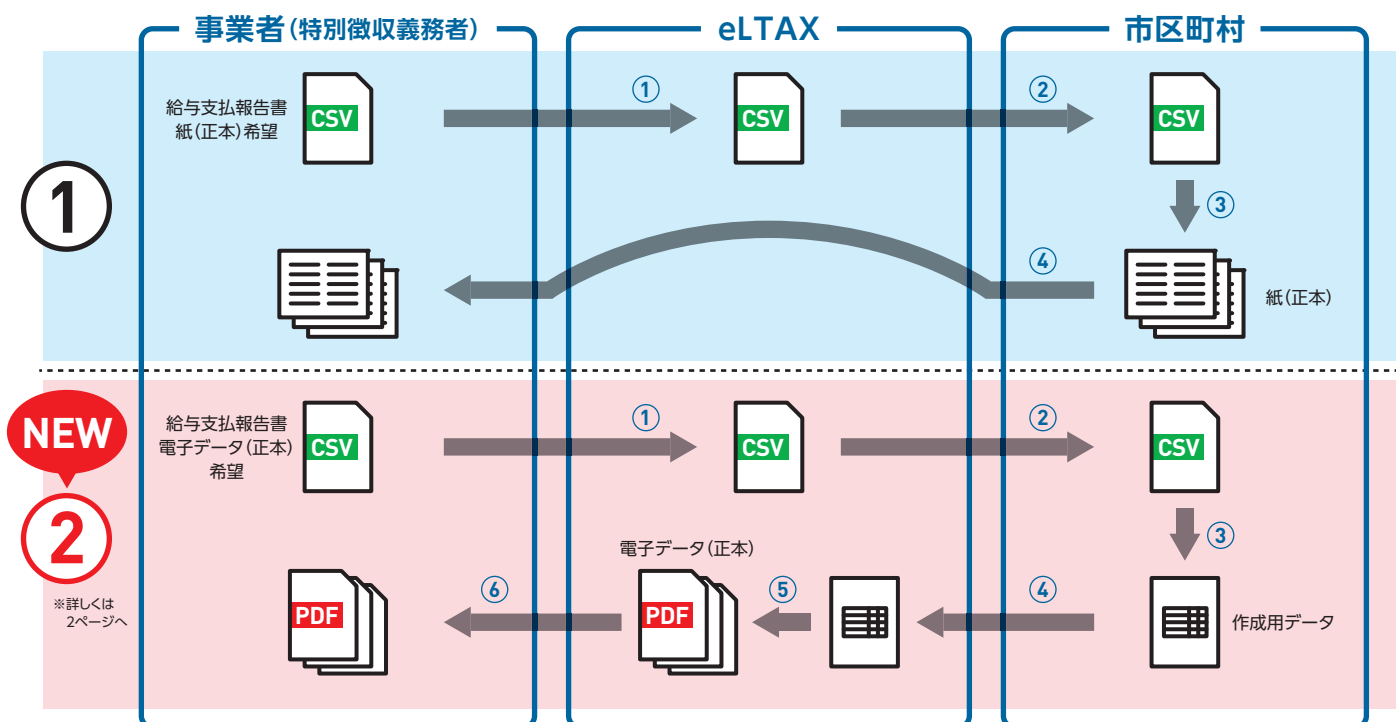 事業者(特別徴収義務者)
eLTAX
市区町村
①
給与支払報告書
紙(正本)希望
CSV
①
CSV
②
CSV
③
④
紙(正本)
NEW
②
※詳しくは
2ページへ
給与支払報告書
電子データ(正本)
希望
CSV
①
CSV
②
CSV
③
電子データ(正本)
PDF
⑥
PDF
⑤
④
作成用データ